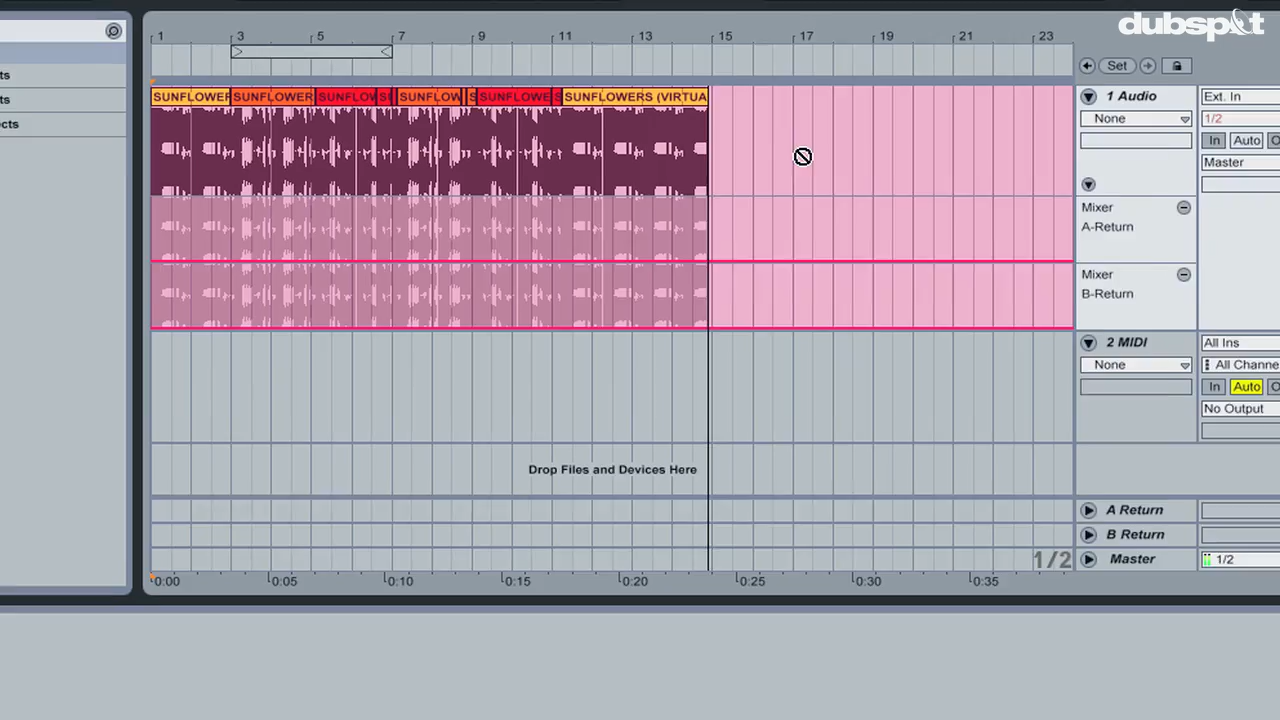 dubspot
1 3 5 7 9 11 13 15 17 19 21 23
Set
ts
ts
ects
SUNFLOWER SUNFLOWER SUNFLOW S SUNFLOW S SUNFLOWE S SUNFLOWERS (VIRTUA
1 Audio
Ext. In
None
1/2
In Auto O
Master
Mixer
A-Return
Mixer
B-Return
2 MIDI
All Ins
None
All Channe
In Auto O
No Output
Drop Files and Devices Here
A Return
B Return
1/2
Master
1/2
0:00 0:05 0:10 0:15 0:20 0:25 0:30 0:35